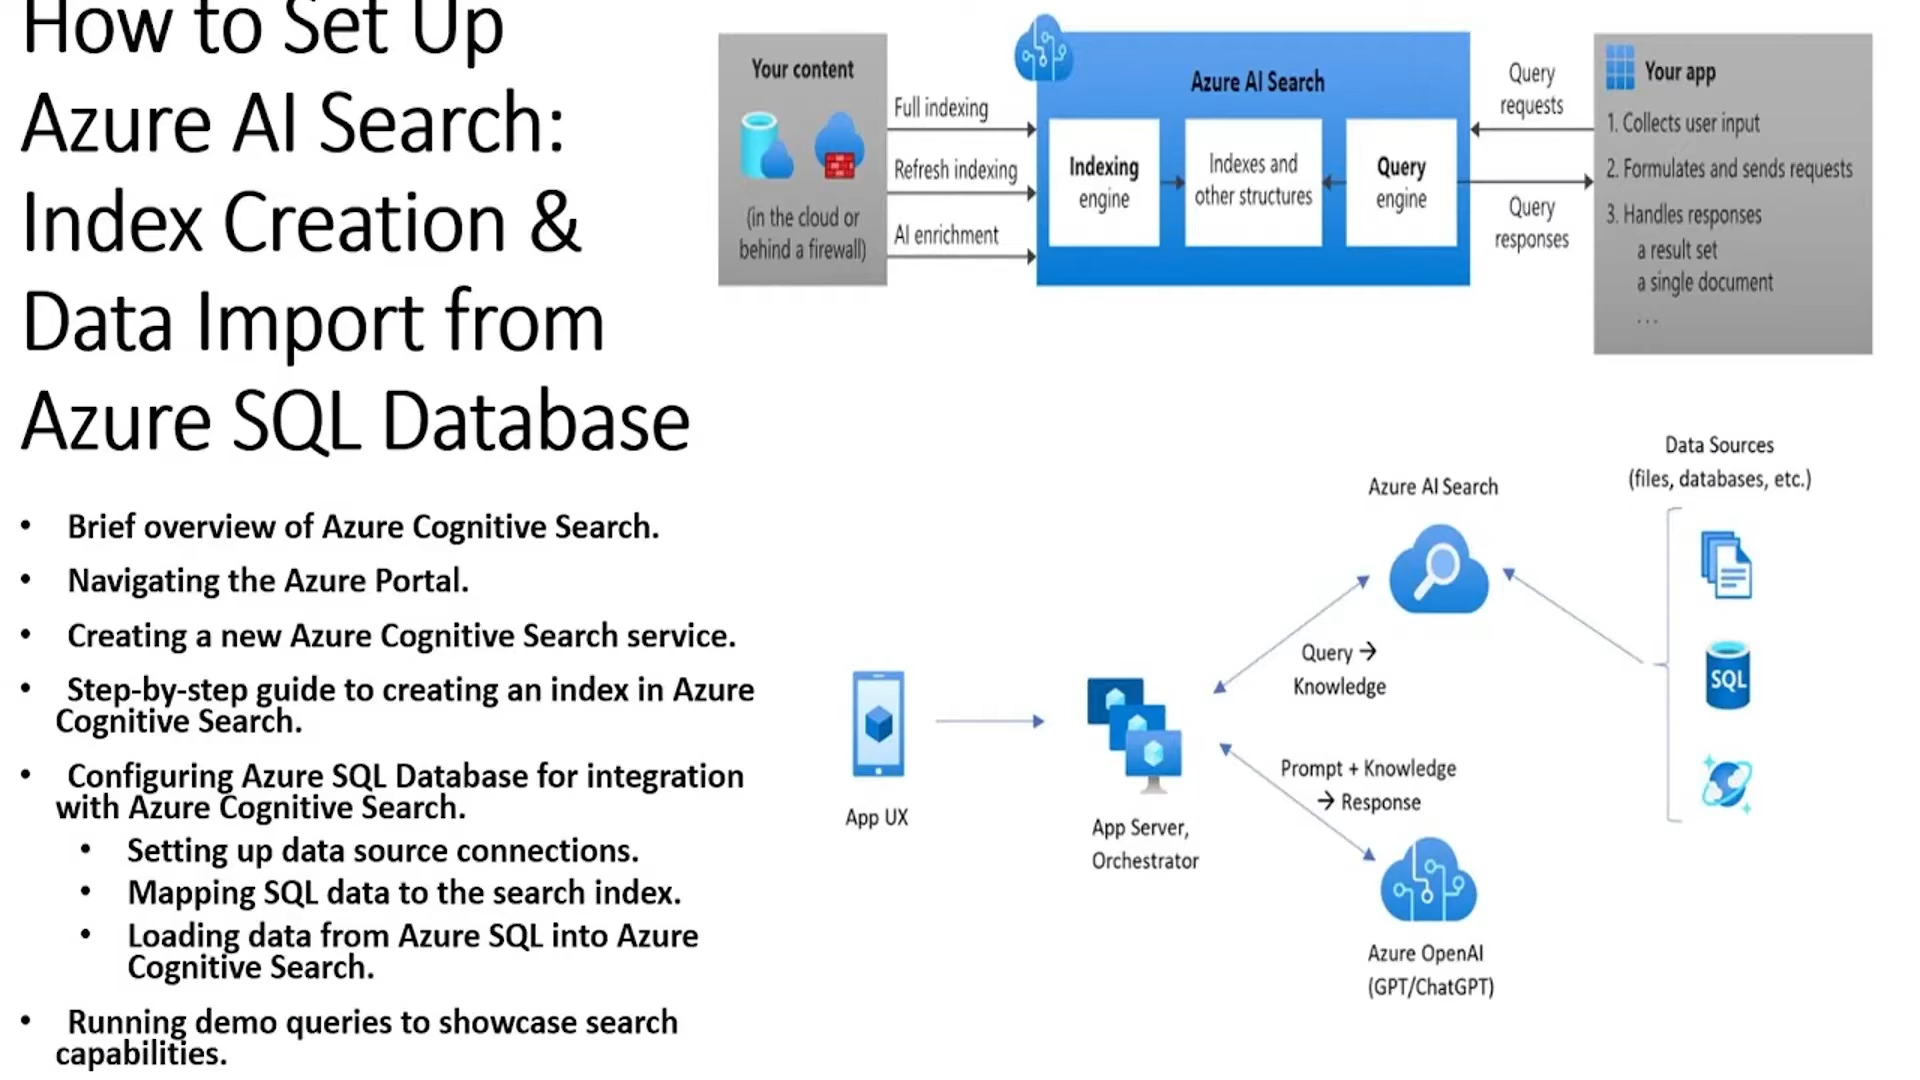 How to Set Up
Azure AI Search:
Index Creation &
Data Import from
Azure SQL Database
• Brief overview of Azure Cognitive Search.
• Navigating the Azure Portal.
• Creating a new Azure Cognitive Search service.
• Step-by-step guide to creating an index in Azure
Cognitive Search.
• Configuring Azure SQL Database for integration
with Azure Cognitive Search.
• Setting up data source connections.
• Mapping SQL data to the search index.
• Loading data from Azure SQL into Azure
Cognitive Search.
• Running demo queries to showcase search
capabilities.
Your content
(in the cloud or
behind a firewall)
Full indexing
Refresh indexing
AI enrichment
Azure AI Search
Indexing
engine
Indexes and
other structures
Query
engine
Query
requests
Query
responses
Your app
1. Collects user input
2. Formulates and sends requests
3. Handles responses
a result set
a single document
...
Data Sources
(files, databases, etc.)
Azure AI Search
SQL
Query →
Knowledge
Prompt + Knowledge
→ Response
App UX
App Server,
Orchestrator
Azure OpenAI
(GPT/ChatGPT)